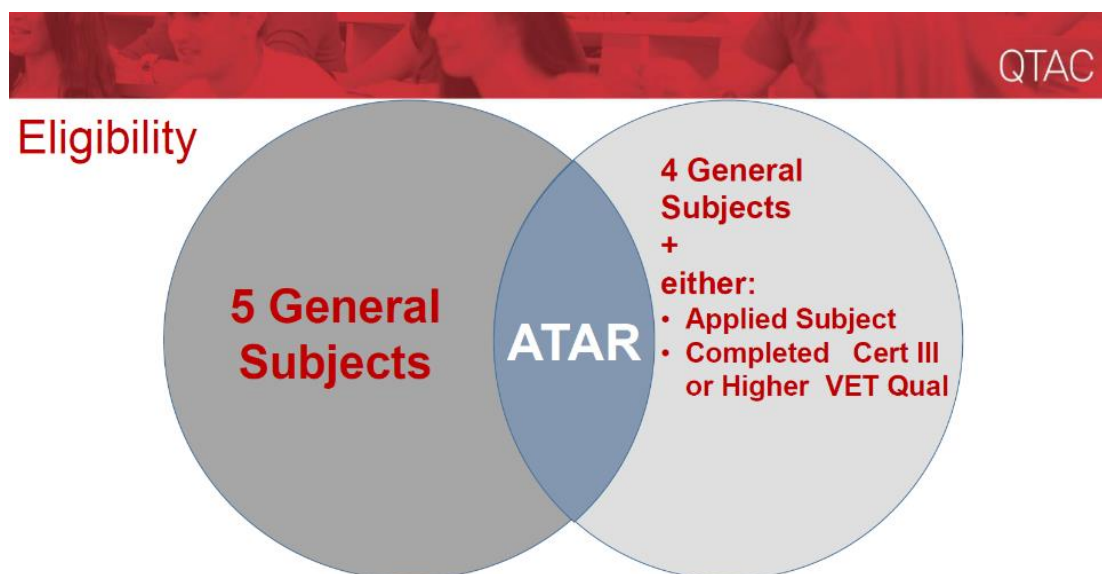 QTAC
Eligibility
5 General
Subjects
ATAR
4 General
Subjects
+
either:
• Applied Subject
• Completed Cert III
or Higher VET Qual